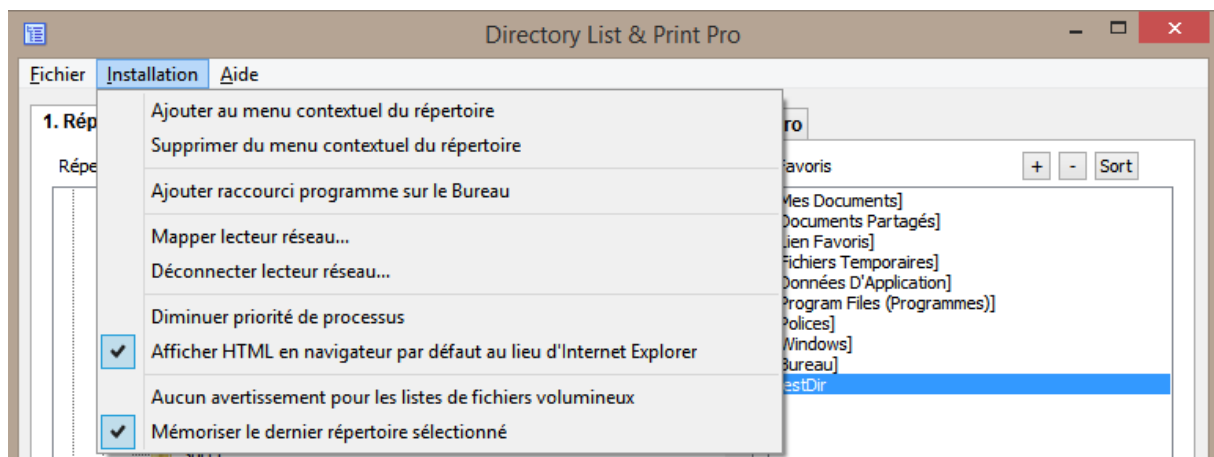 Directory List & Print Pro
Fichier Installation Aide
1. Rép
ro
Répe
Favoris + - Sort
Ajouter au menu contextuel du répertoire
Supprimer du menu contextuel du répertoire
Ajouter raccourci programme sur le Bureau
Mapper lecteur réseau...
Déconnecter lecteur réseau...
Diminuer priorité de processus
Afficher HTML en navigateur par défaut au lieu d'Internet Explorer
Aucun avertissement pour les listes de fichiers volumineux
Mémoriser le dernier répertoire sélectionné
Mes Documents]
Documents Partagés]
Lien Favoris]
Fichiers Temporaires]
Données D'Application]
Program Files (Programmes)]
Polices]
Windows]
Bureau]
estDir